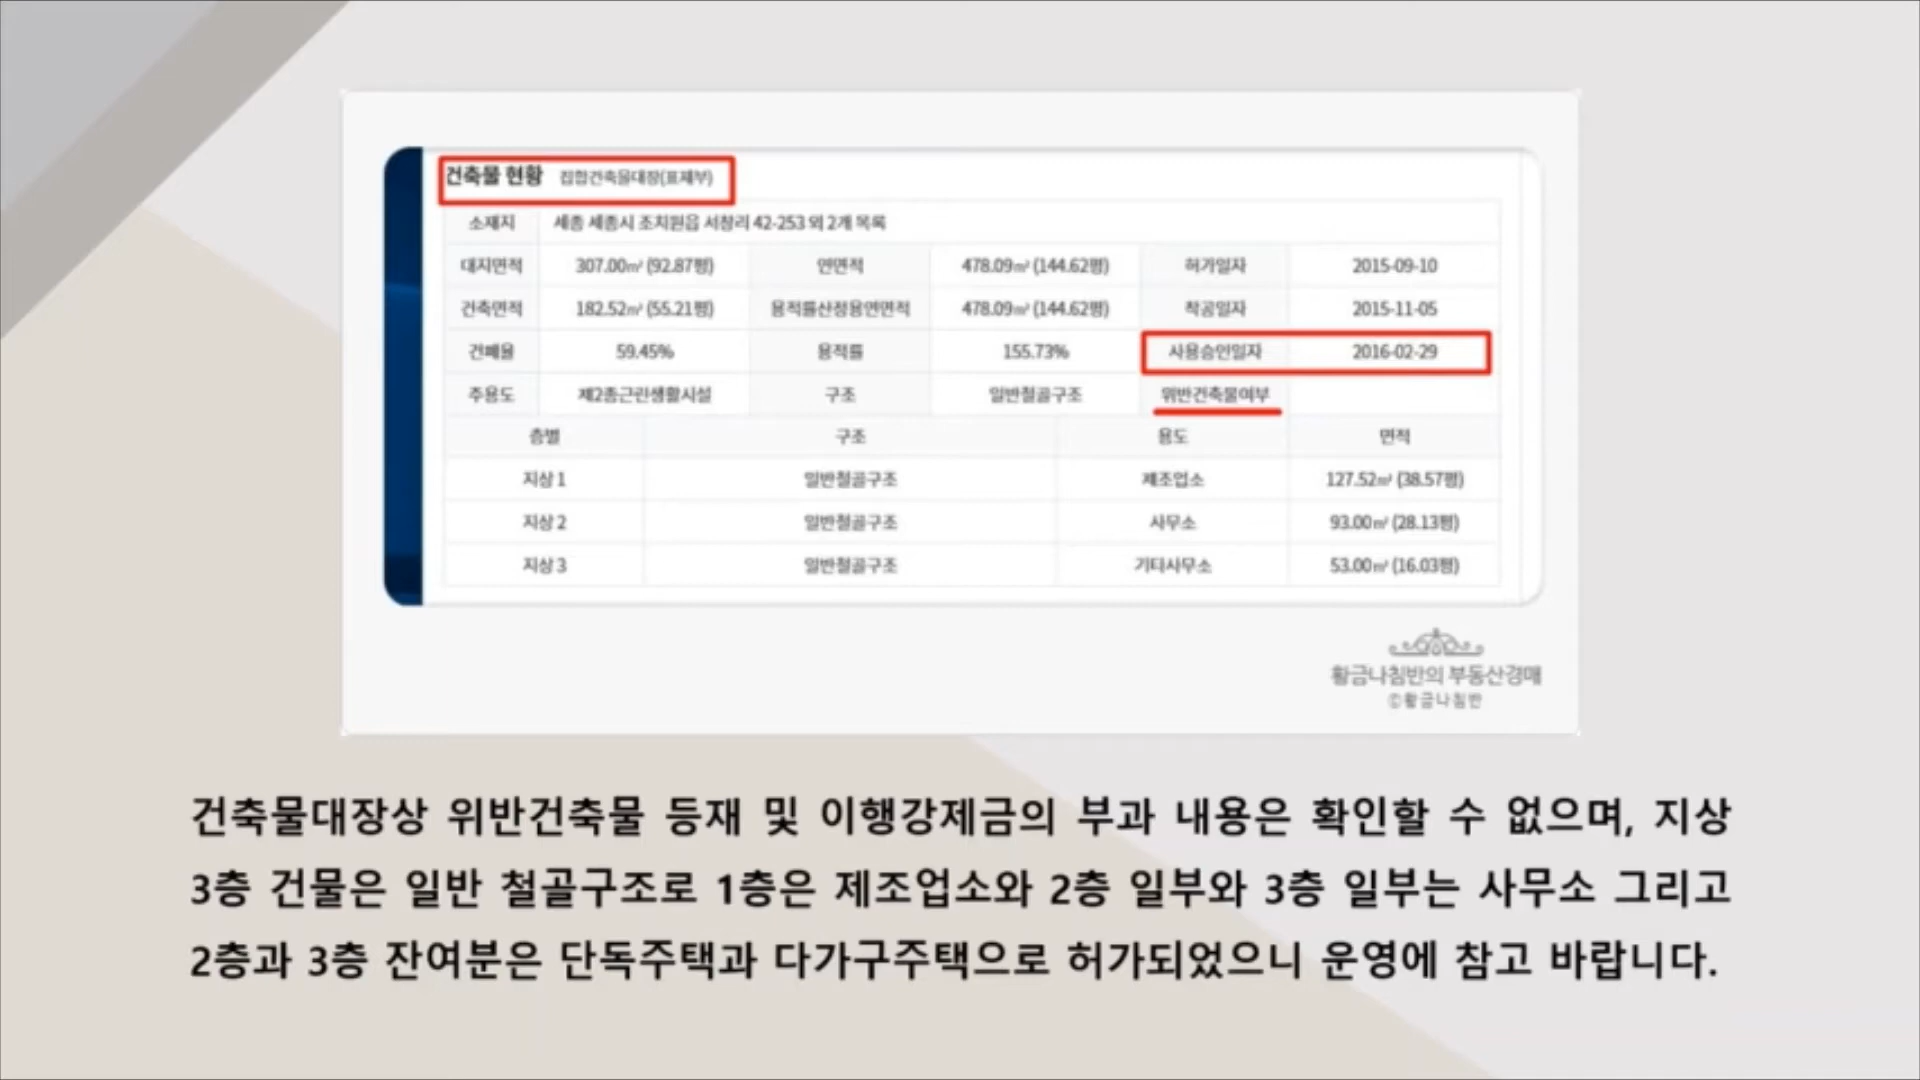 건축물 현황 집합건축물대장(표제부)
소재지 세종 세종시 조치원읍 서창리 42-253 외 2개 목록
대지면적 307.00㎡ (92.87평) 연면적 478.09㎡ (144.62평) 허가일자 2015-09-10
건축면적 182.52㎡ (55.21평) 용적률산정용연면적 478.09㎡ (144.62평) 착공일자 2015-11-05
건폐율 59.45% 용적률 155.73% 사용승인일자 2016-02-29
주용도 제2종근린생활시설 구조 일반철골구조 위반건축물여부
층별 구조 용도 면적
지상 1 일반철골구조 제조업소 127.52㎡ (38.57평)
지상 2 일반철골구조 사무소 93.00㎡ (28.13평)
지상 3 일반철골구조 기타사무소 53.00㎡ (16.03평)
황금나침반의 부동산경매
©황금나침반
건축물대장상 위반건축물 등재 및 이행강제금의 부과 내용은 확인할 수 없으며, 지상
3층 건물은 일반 철골구조로 1층은 제조업소와 2층 일부와 3층 일부는 사무소 그리고
2층과 3층 잔여분은 단독주택과 다가구주택으로 허가되었으니 운영에 참고 바랍니다.